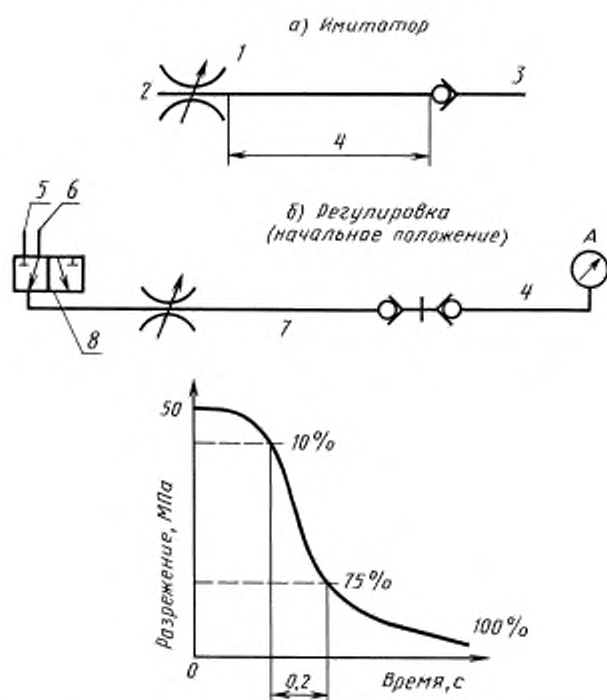 а) Имитатор
1
2
3
4
5 6
б) Регулировка
(начальное положение)
А
4
7
8
Разрежение, МПа
50
10%
75%
100%
0
0,2
Время, с